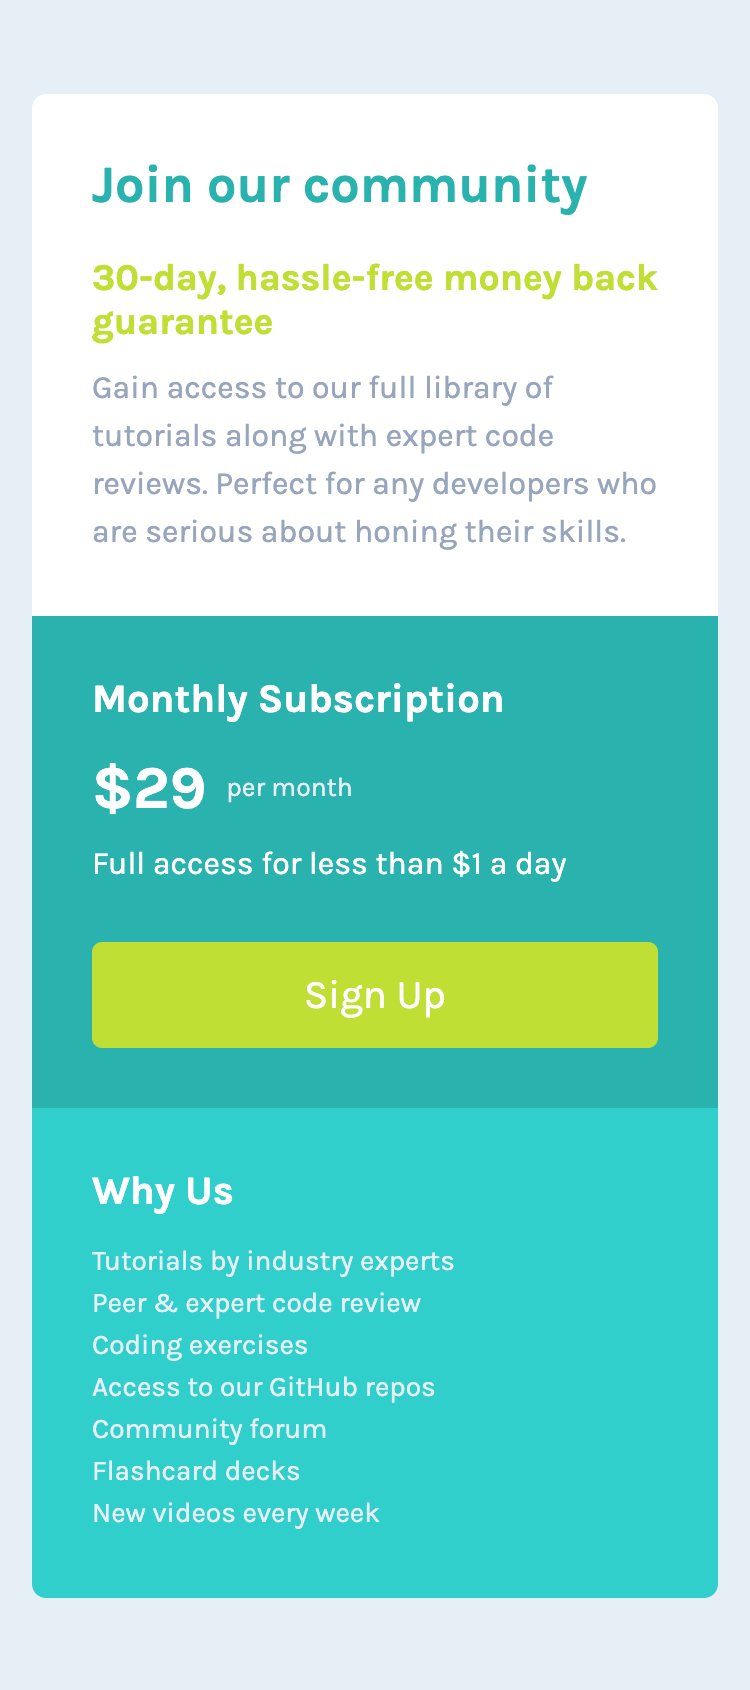 Join our community
30-day, hassle-free money back
guarantee
Gain access to our full library of
tutorials along with expert code
reviews. Perfect for any developers who
are serious about honing their skills.
Monthly Subscription
$29 per month
Full access for less than $1 a day
Sign Up
Why Us
Tutorials by industry experts
Peer & expert code review
Coding exercises
Access to our GitHub repos
Community forum
Flashcard decks
New videos every week